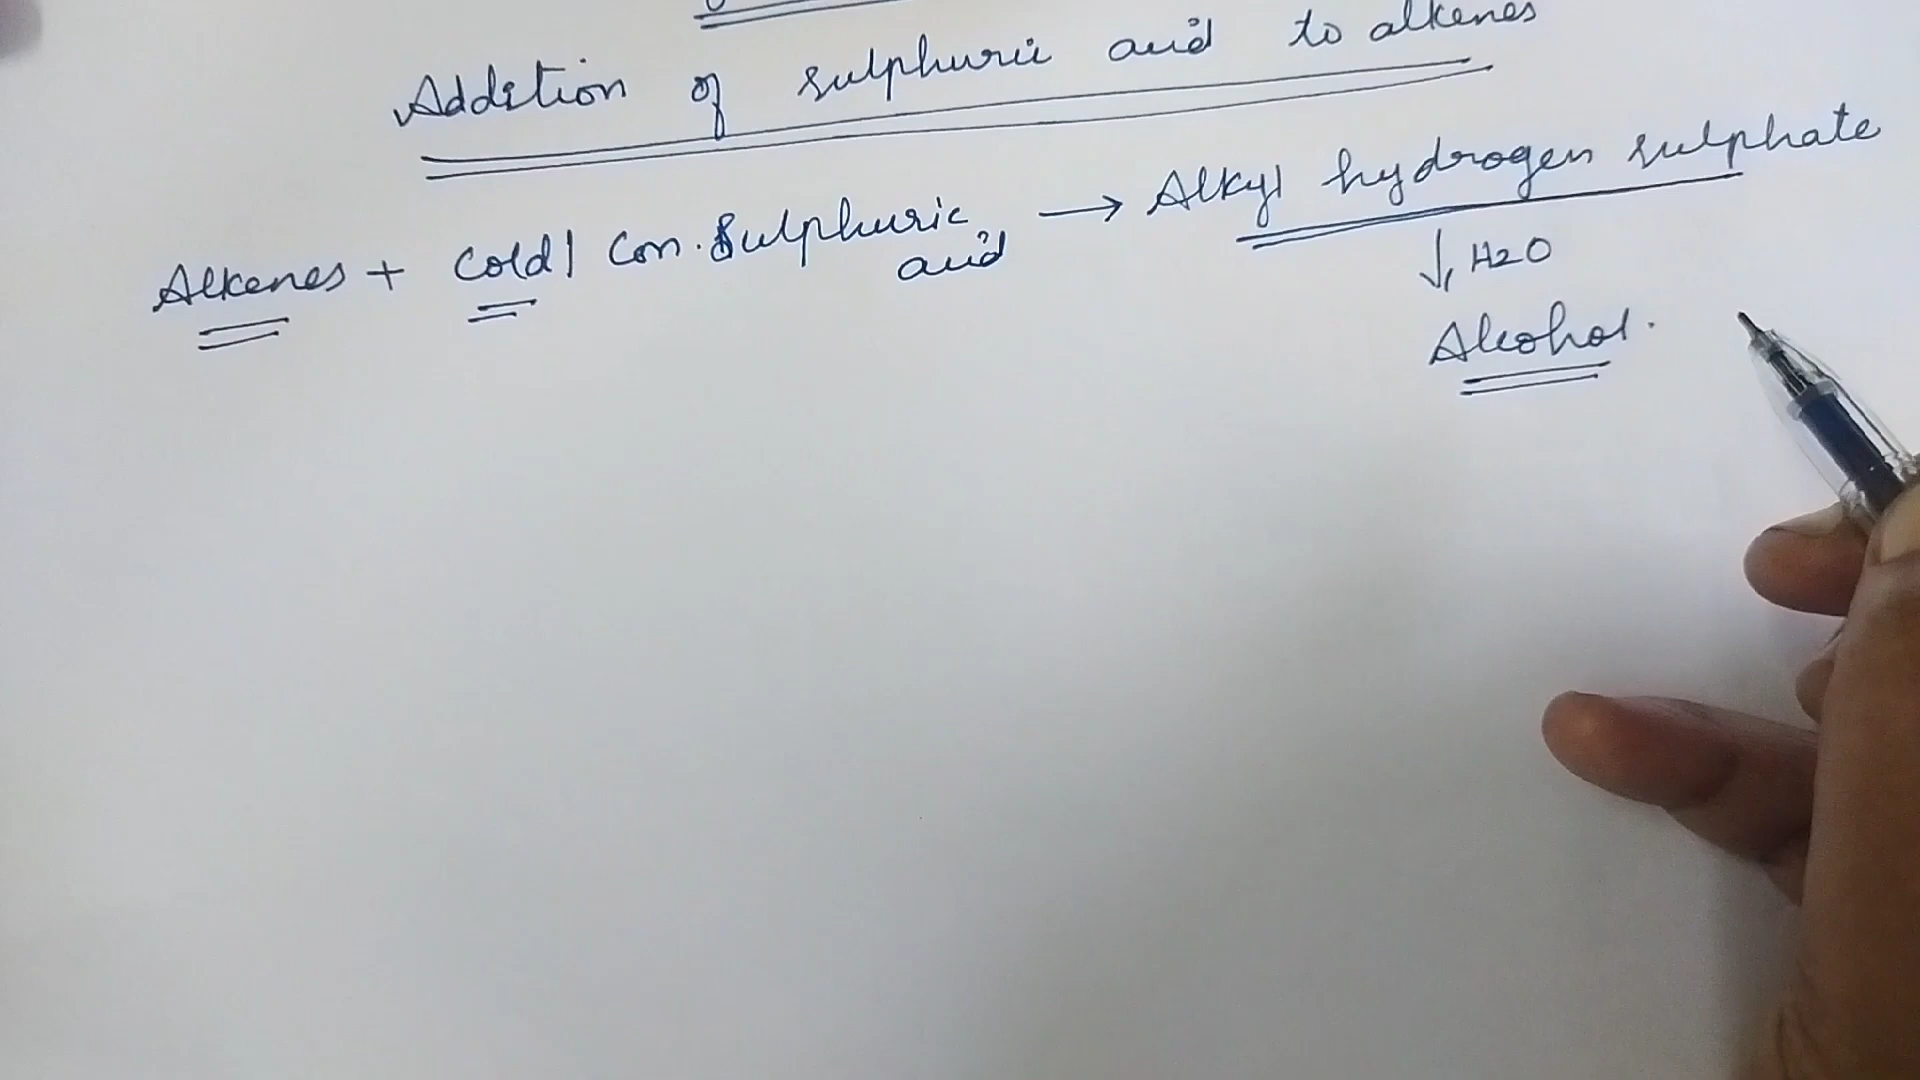 Addition of sulphuric acid to alkenes
Alkenes + Cold| Con. Sulphuric acid → Alkyl hydrogen sulphate
↓ H2O
Alcohol.